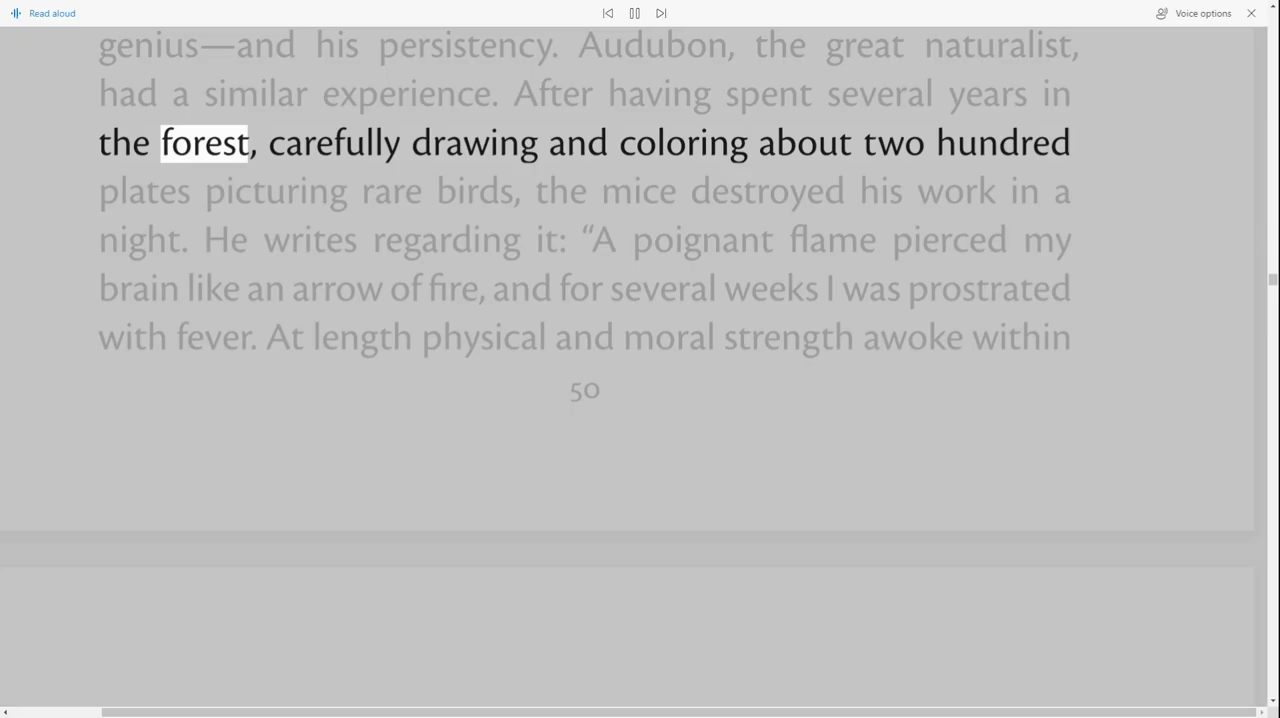 Read aloud
Voice options
genius—and his persistency. Audubon, the great naturalist,
had a similar experience. After having spent several years in
the forest, carefully drawing and coloring about two hundred
plates picturing rare birds, the mice destroyed his work in a
night. He writes regarding it: “A poignant flame pierced my
brain like an arrow of fire, and for several weeks I was prostrated
with fever. At length physical and moral strength awoke within
50